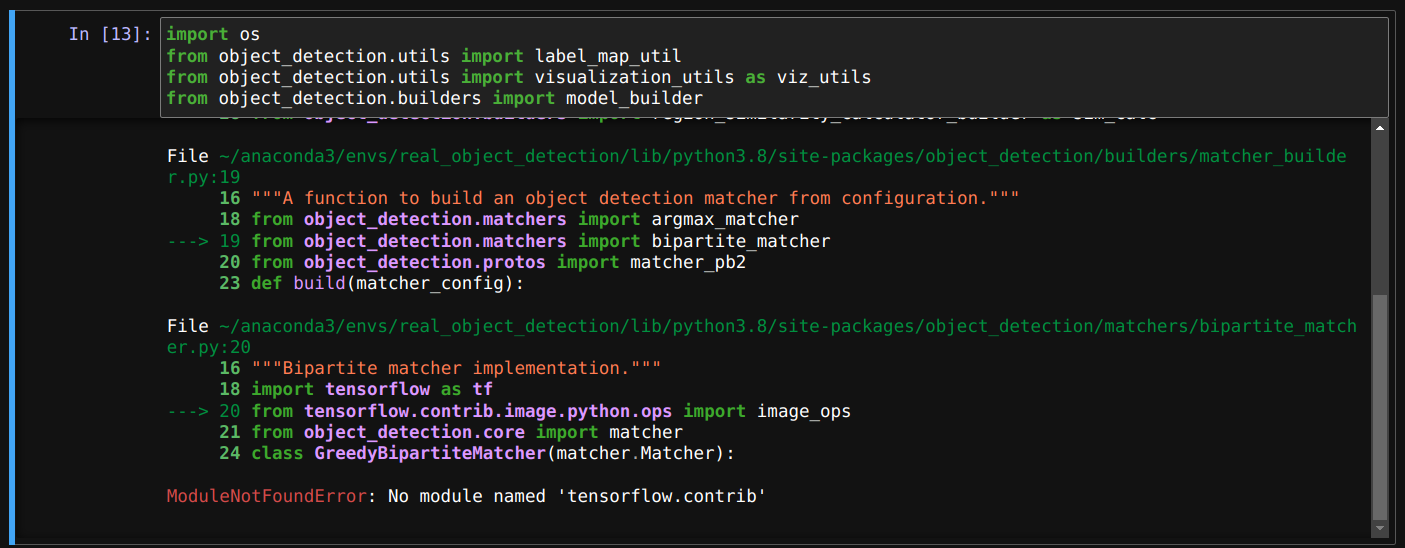 In [13]: import os
from object_detection.utils import label_map_util
from object_detection.utils import visualization_utils as viz_utils
from object_detection.builders import model_builder
File ~/anaconda3/envs/real_object_detection/lib/python3.8/site-packages/object_detection/builders/matcher_builde
r.py:19
16 """A function to build an object detection matcher from configuration."""
18 from object_detection.matchers import argmax_matcher
---> 19 from object_detection.matchers import bipartite_matcher
20 from object_detection.protos import matcher_pb2
23 def build(matcher_config):
File ~/anaconda3/envs/real_object_detection/lib/python3.8/site-packages/object_detection/matchers/bipartite_match
er.py:20
16 """Bipartite matcher implementation."""
18 import tensorflow as tf
---> 20 from tensorflow.contrib.image.python.ops import image_ops
21 from object_detection.core import matcher
24 class GreedyBipartiteMatcher(matcher.Matcher):
ModuleNotFoundError: No module named 'tensorflow.contrib'